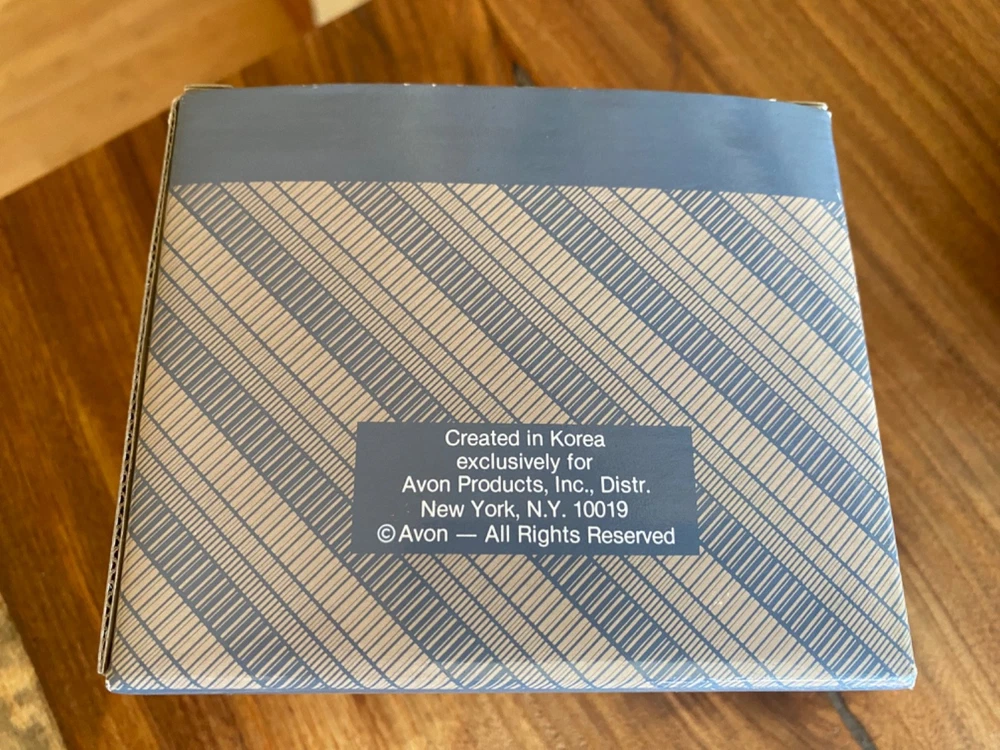 Created in Korea
exclusively for
Avon Products, Inc., Distr.
New York, N.Y. 10019
©Avon — All Rights Reserved